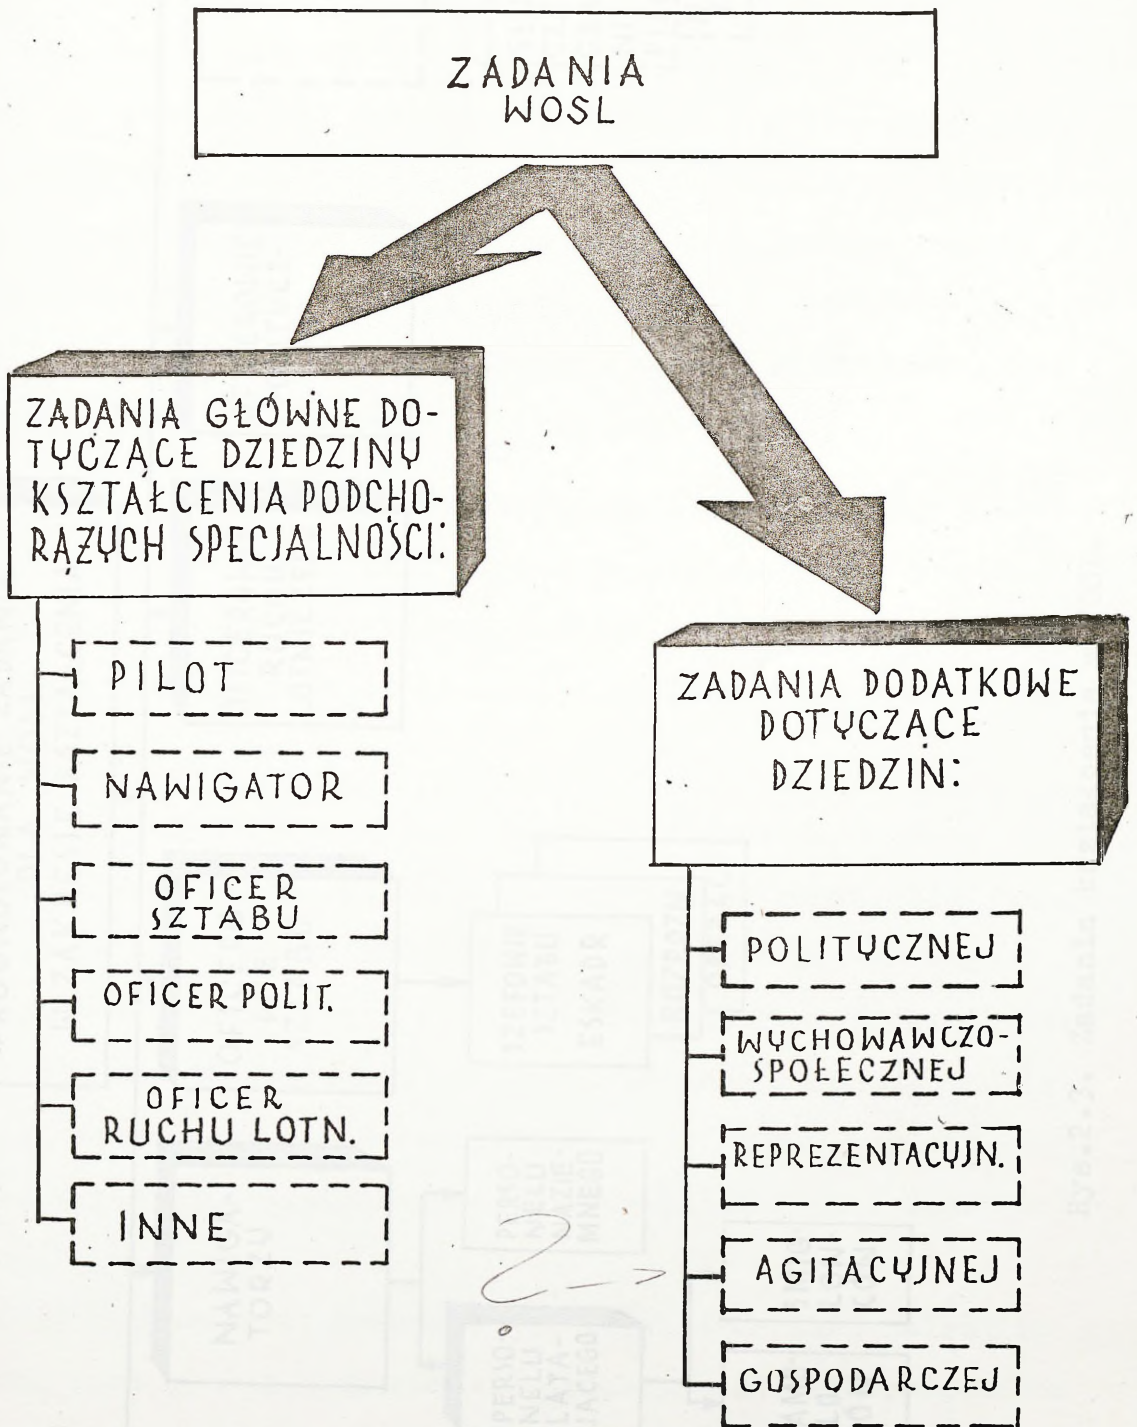 ZADANIA
WOSL
ZADANIA GŁÓWNE DO-
TYCZĄCE DZIEDZINY
KSZTAŁCENIA PODCHO-
RĄŻYCH SPECJALNOŚCI:
PILOT
NAWIGATOR
OFICER
SZTABU
OFICER POLIT.
OFICER
RUCHU LOTN.
INNE
ZADANIA DODATKOWE
DOTYCZĄCE
DZIEDZIN:
POLITYCZNEJ
WYCHOWAWCZO-
SPOŁECZNEJ
REPREZENTACYJN.
AGITACYJNEJ
GOSPODARCZEJ
?